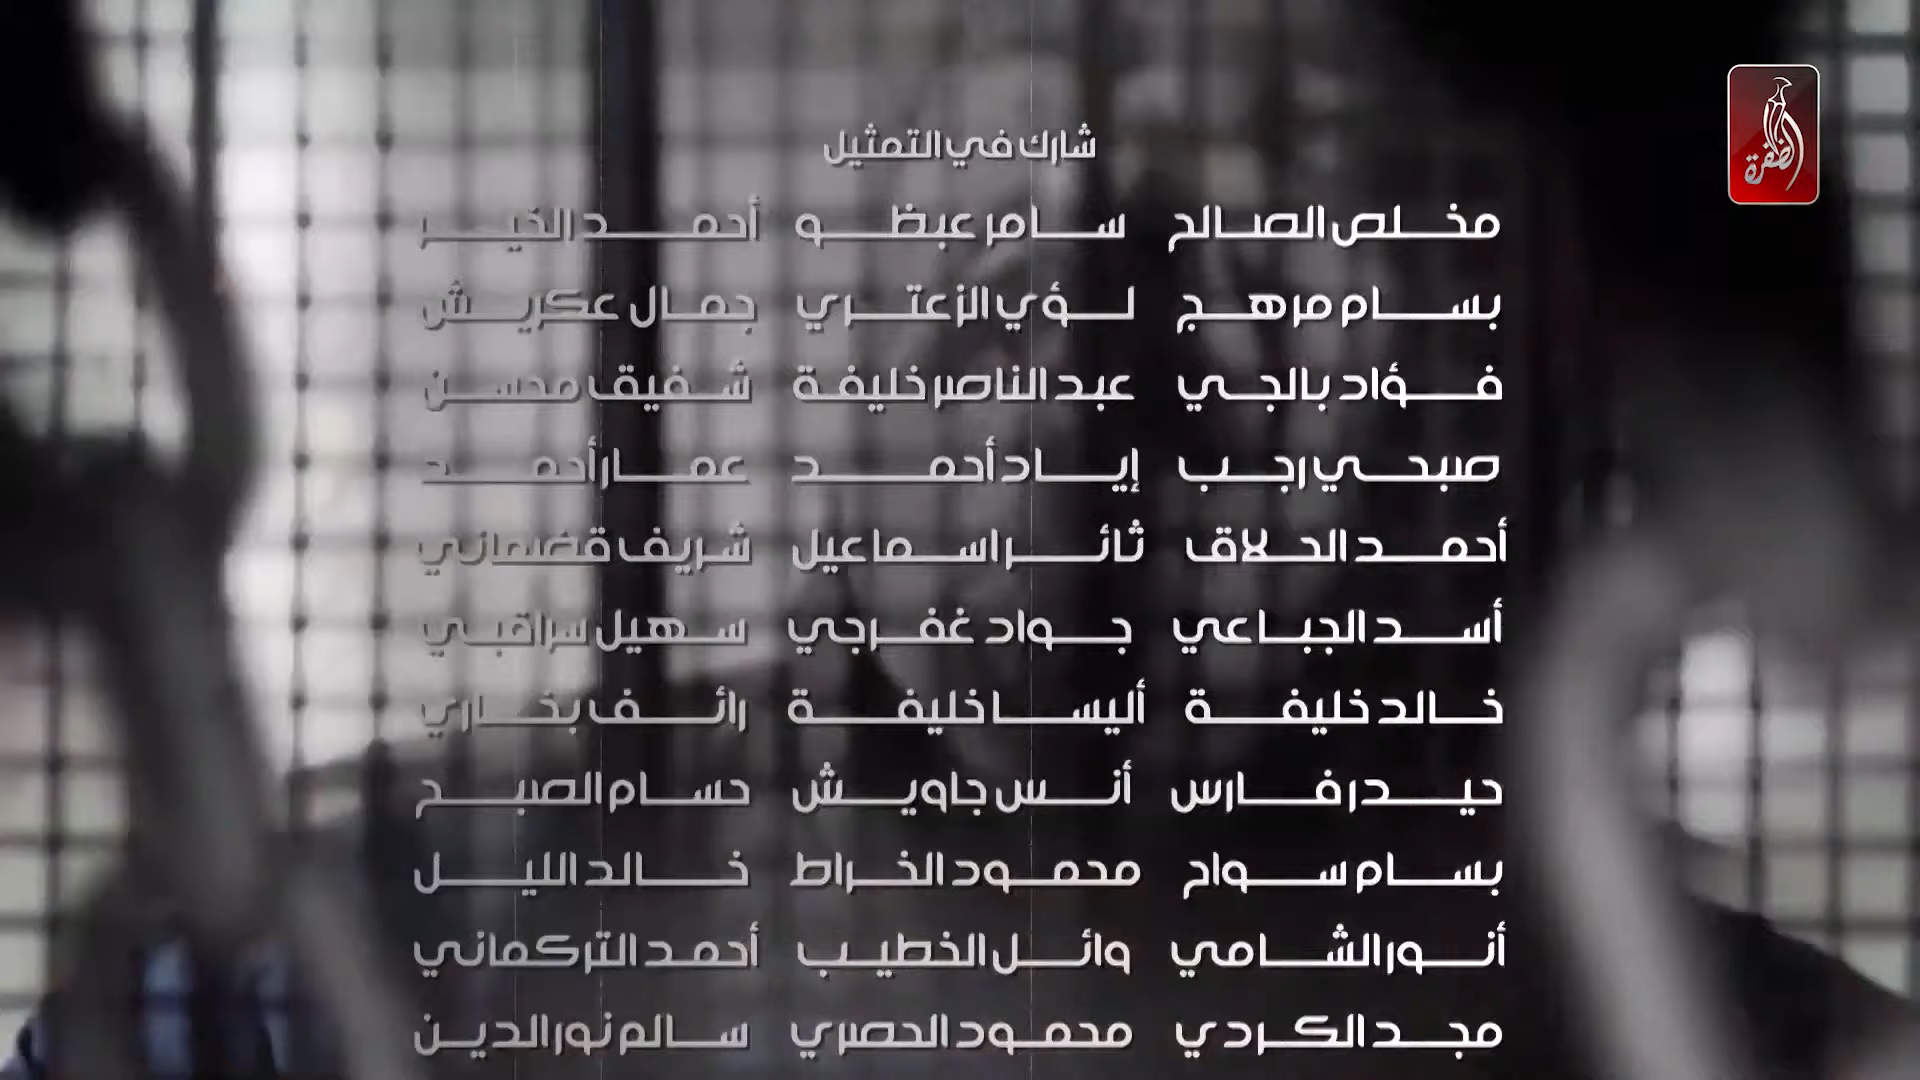 شارك في التمثيل
الظفرة
مخلص الصالح سامر عبظو أحمد الخير
بسام مرهج لؤي الزعتري جمال عكريش
فؤاد بالجي عبد الناصر خليفة شفيق محسن
صبحي رجب إياد أحمد عمار أحمد
أحمد الحلاق ثائر اسماعيل شريف قضماني
أسد الجباعي جواد غفرجي سهيل سراقبي
خالد خليفة أليسا خليفة رائف بخاري
حيدر فارس أنس جاويش حسام الصبح
بسام سواح محمود الخراط خالد الليل
أنور الشامي وائل الخطيب أحمد التركماني
مجد الكردي محمود الحصري سالم نور الدين